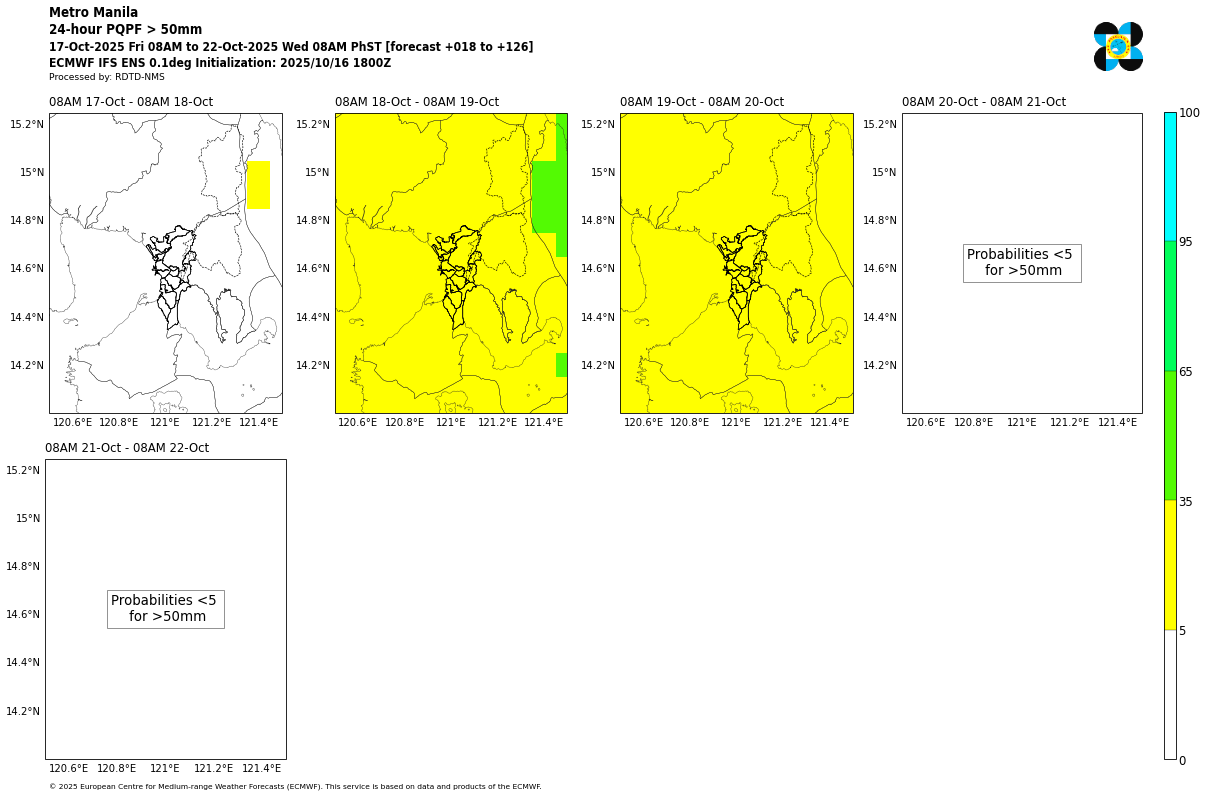 Metro Manila
24-hour PQPF > 50mm
17-Oct-2025 Fri 08AM to 22-Oct-2025 Wed 08AM PhST [forecast +018 to +126]
ECMWF IFS ENS 0.1deg Initialization: 2025/10/16 1800Z
Processed by: RDTD-NMS
08AM 17-Oct - 08AM 18-Oct
15.2°N
15°N
14.8°N
14.6°N
14.4°N
14.2°N
120.6°E 120.8°E 121°E 121.2°E 121.4°E
08AM 18-Oct - 08AM 19-Oct
15.2°N
15°N
14.8°N
14.6°N
14.4°N
14.2°N
120.6°E 120.8°E 121°E 121.2°E 121.4°E
08AM 19-Oct - 08AM 20-Oct
15.2°N
15°N
14.8°N
14.6°N
14.4°N
14.2°N
120.6°E 120.8°E 121°E 121.2°E 121.4°E
08AM 20-Oct - 08AM 21-Oct
15.2°N
15°N
14.8°N
14.6°N
14.4°N
14.2°N
Probabilities <5
for >50mm
120.6°E 120.8°E 121°E 121.2°E 121.4°E
100
95
65
35
5
0
08AM 21-Oct - 08AM 22-Oct
15.2°N
15°N
14.8°N
14.6°N
14.4°N
14.2°N
Probabilities <5
for >50mm
120.6°E 120.8°E 121°E 121.2°E 121.4°E
© 2025 European Centre for Medium-range Weather Forecasts (ECMWF). This service is based on data and products of the ECMWF.